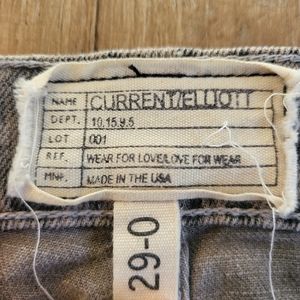 NAME CURRENT/ELLIOTT
DEPT. 10.15.9.5
LOT 001
REF. WEAR FOR LOVE/LOVE FOR WEAR
MNF. MADE IN THE USA
29-0